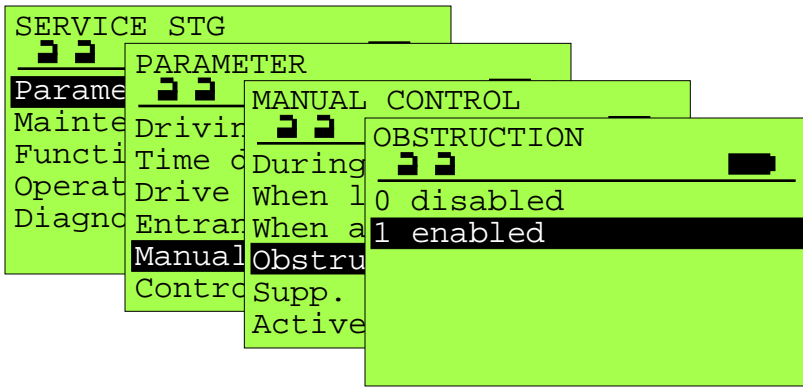 SERVICE STG
Parame
Mainte
Functi
Operat
Diagno
PARAMETER
Drivin
Time d
Drive
Entran
Manual
Contro
MANUAL CONTROL
During
When l
When a
Obstru
Supp.
Active
OBSTRUCTION
0 disabled
1 enabled